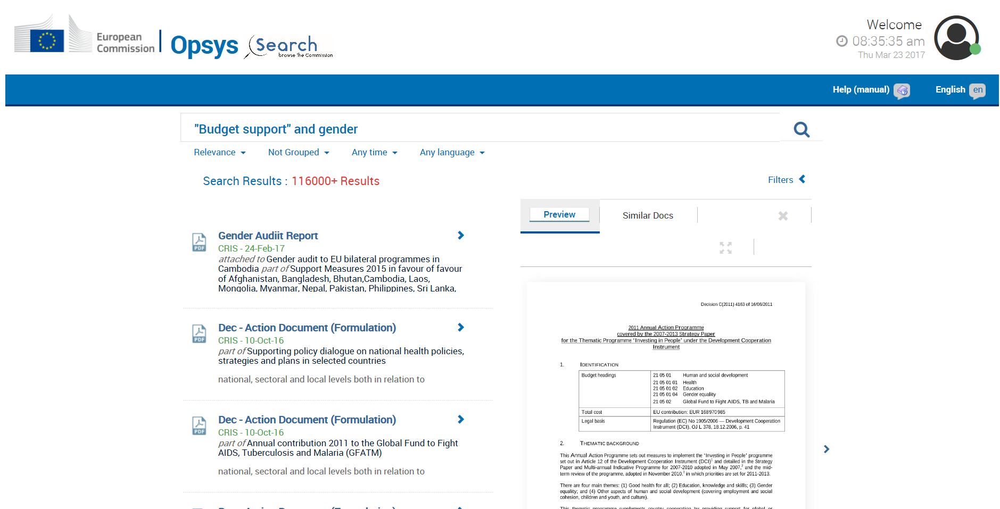 European
Commission
Opsys
Search
browse the Commission
Welcome
08:35:35 am
Thu Mar 23 2017
Help (manual)
English en
"Budget support" and gender
Relevance
Not Grouped
Any time
Any language
Search Results : 116000+ Results
Filters
Gender Audiit Report
CRIS - 24-Feb-17
attached to Gender audit to EU bilateral programmes in
Cambodia part of Support Measures 2015 in favour of favour
of Afghanistan, Bangladesh, Bhutan,Cambodia, Laos,
Mongolia, Myanmar, Nepal, Pakistan, Philippines, Sri Lanka,
PDF
Dec - Action Document (Formulation)
CRIS - 10-Oct-16
part of Supporting policy dialogue on national health policies,
strategies and plans in selected countries
national, sectoral and local levels both in relation to
PDF
Dec - Action Document (Formulation)
CRIS - 10-Oct-16
part of Annual contribution 2011 to the Global Fund to Fight
AIDS, Tuberculosis and Malaria (GFATM)
national, sectoral and local levels both in relation to
PDF
Preview
Similar Docs
Decision C(2011) 4163 of 16/06/2011
2011 Annual Action Programme
covered by the 2007-2013 Strategy Paper
for the Thematic Programme "Investing in People" under the Development Cooperation
Instrument
1. IDENTIFICATION
Budget headings
21 05 01 Human and social development
21 05 01 01 Health
21 05 01 02 Education
21 05 01 04 Gender equality
21 05 02 Global Fund to Fight AIDS, TB and Malaria
Total cost
EU contribution: EUR 168 970 985
Legal basis
Regulation (EC) No 1905/2006 — Development Cooperation
Instrument (DCI), OJ L 378, 18.12.2006, p. 41
2. THEMATIC BACKGROUND
This Annual Action Programme sets out measures to implement the "Investing in People" programme
set out in Article 12 of the Development Cooperation Instrument (DCI)1 and detailed in the Strategy
Paper and Multi-annual Indicative Programme for 2007-2010 adopted in May 2007,2 and the mid-
term review of the programme, adopted in November 2010,3 in which priorities are set for 2011-2013.
There are four main themes: (1) Good health for all; (2) Education, knowledge and skills; (3) Gender
equality; and (4) Other aspects of human and social development (covering employment and social
cohesion, children and youth, and culture).
This thematic programme supplements country cooperation by providing support for global or